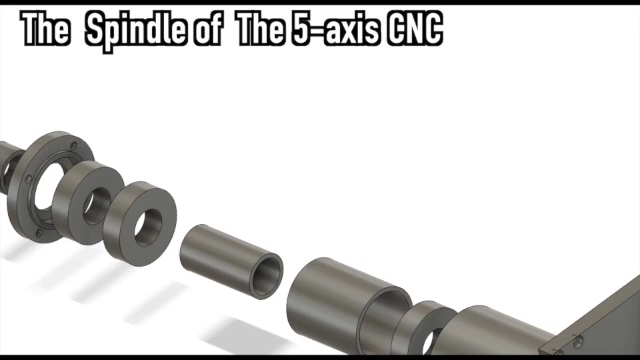 The Spindle of The 5-axis CNC